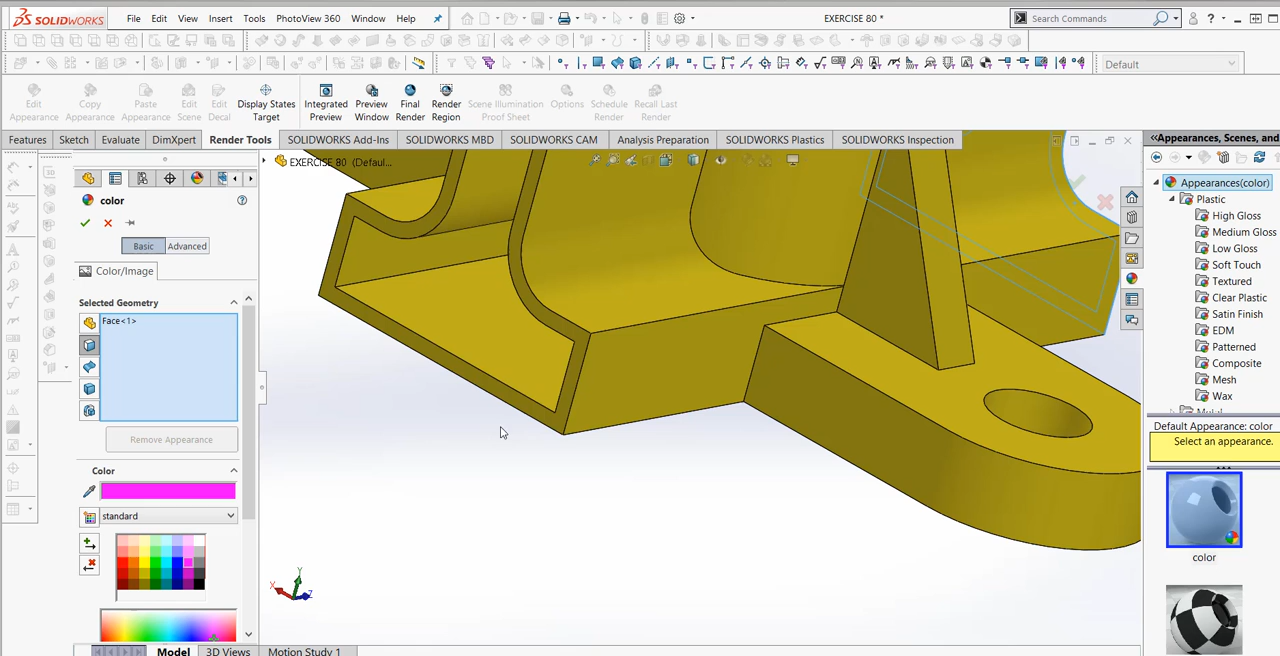 SOLIDWORKS File Edit View Insert Tools PhotoView 360 Window Help EXERCISE 80 * Search Commands ?
Default
Edit Appearance Copy Appearance Paste Appearance Edit Scene Edit Decal Display States Target Integrated Preview Preview Window Final Render Render Region Scene Illumination Proof Sheet Options Schedule Render Recall Last Render
Features Sketch Evaluate DimXpert Render Tools SOLIDWORKS Add-Ins SOLIDWORKS MBD SOLIDWORKS CAM Analysis Preparation SOLIDWORKS Plastics SOLIDWORKS Inspection
<<Appearances, Scenes, and
EXERCISE 80 (Defaul...
color
Basic Advanced
Color/Image
Selected Geometry
Face<1>
Remove Appearance
Color
standard
Appearances(color)
Plastic
High Gloss
Medium Gloss
Low Gloss
Soft Touch
Textured
Clear Plastic
Satin Finish
EDM
Patterned
Composite
Mesh
Wax
Default Appearance: color
Select an appearance.
color
X Y Z
Model 3D Views Motion Study 1